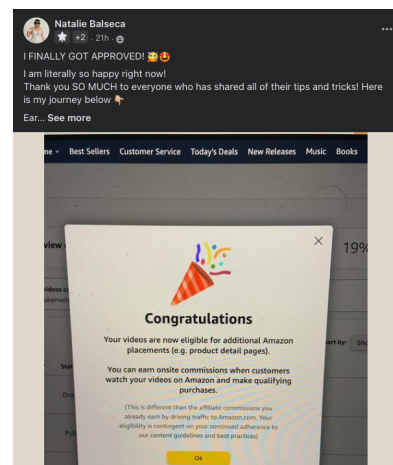 Natalie Balseca
+2 · 21h ·
I FINALLY GOT APPROVED! 🥰🤩
I am literally so happy right now!
Thank you SO MUCH to everyone who has shared all of their tips and tricks! Here
is my journey below 👇🏼
Ear... See more
Best Sellers Customer Service Today's Deals New Releases Music Books
view
19%
Congratulations
Your videos are now eligible for additional Amazon
placements (e.g. product detail pages).
You can earn onsite commissions when customers
watch your videos on Amazon and make qualifying
purchases.
(This is different than the affiliate commissions you
already earn by driving traffic to Amazon.com. Your
eligibility is contingent on your continued adherence to
our content guidelines and best practices)
Ok